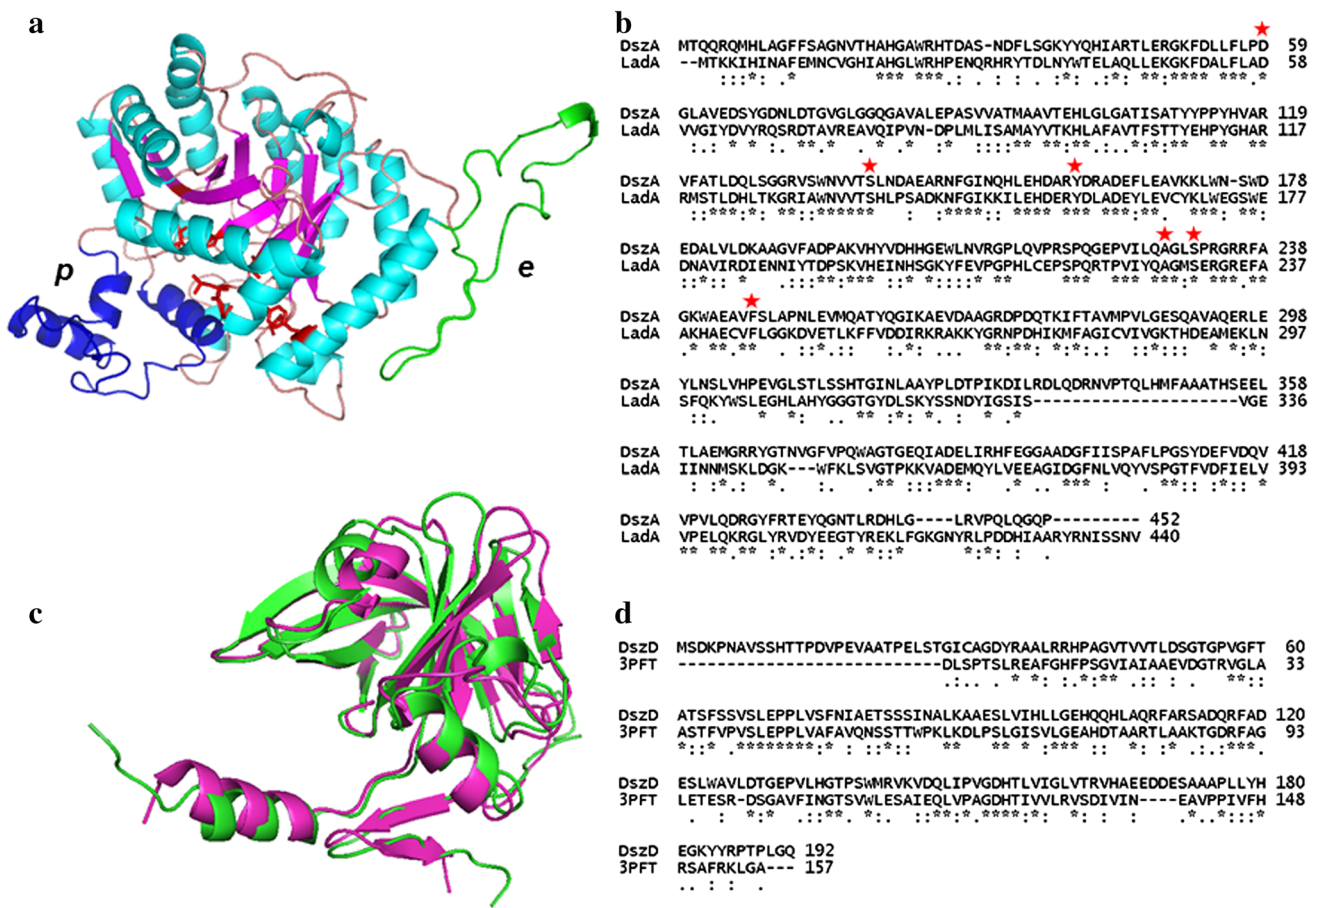 a
p
e
b
DszA MTQQRQMHLAGFFSAGNVTHAHGAWRHTDAS-NDFLSGKYYQHIARTLERGKFDLLFLPD 59
LadA --MTKKIHINAFEMNCVGHIAHGLWRHPENQRHRYTDLNYWTELAQLLEKGKFDALFLAD 58
DszA GLAVEDSYGDNLDTGVGLGGQGAVALEPASVVATMAAVTEHLGLGATISATYYPPYHVAR 119
LadA VVGIYDVYRQSRDTAVREAVQIPVN-DPLMLISAMAYVTKHLAFAVTFSTTYEHPYGHAR 117
DszA VFATLDQLSGGRVSWNVVTSLNDAEARNFGINQHLEHDARYDRADEFLEAVKKLWN-SWD 178
LadA RMSTLDHLTKGRIAWNVVTSHLPSADKNFGIKKILEHDERYDLADEYLEVCYKLWEGSWE 177
DszA EDALVLDKAAGVFADPAKVHYVDHHGEWLNVRGPLQVPRSPQGEPVILQAGLSPRGRRFA 238
LadA DNAVIRDIENNIYTDPSKVHEINHSGKYFEVPGPHLCEPSPQRTPVIYQAGMSERGREFA 237
DszA GKWAEAVFSLAPNLEVMQATYQGIKAEVDAAGRDPDQTKIFTAVMPVLGESQAVAQERLE 298
LadA AKHAECVFLGGKDVETLKFFVDDIRKRAKKYGRNPDHIKMFAGICVIVGKTHDEAMEKLN 297
DszA YLNSLVHPEVGLSTLSSHTGINLAAYPLDTPIKDILRDLQDRNVPTQLHMFAAATHSEEL 358
LadA SFQKYWSLEGHLAHYGGGTGYDLSKYSSNDYIGSIS---------------------VGE 336
DszA TLAEMGRRYGTNVGFVPQWAGTGEQIADELIRHFEGGAADGFIISPAFLPGSYDEFVDQV 418
LadA IINNMSKLDGK---WFKLSVGTPKKVADEMQYLVEEAGIDGFNLVQYVSPGTFVDFIELV 393
DszA VPVLQDRGYFRTEYQGNTLRDHLG----LRVPQLQGQP--------- 452
LadA VPELQKRGLYRVDYEEGTYREKLFGKGNYRLPDDHIAARYRNISSNV 440
c
d
DszD MSDKPNAVSSHTTPDVPEVAATPELSTGICAGDYRAALRRHPAGVTVVTLDSGTGPVGFT 60
3PFT ---------------------------DLSPTSLREAFGHFPSGVIAIAAEVDGTRVGLA 33
DszD ATSFSSVSLEPPLVSFNIAETSSSINALKAAESLVIHLLGEHQQHLAQRFARSADQRFAD 120
3PFT ASTFVPVSLEPPLVAFAVQNSSTTWPKLKDLPSLGISVLGEAHDTAARTLAAKTGDRFAG 93
DszD ESLWAVLDTGEPVLHGTPSWMRVKVDQLIPVGDHTLVIGLVTRVHAEEDDESAAAPLLYH 180
3PFT LETESR-DSGAVFINGTSVWLESAIEQLVPAGDHTIVVLRVSDIVIN----EAVPPIVFH 148
DszD EGKYYRPTPLGQ 192
3PFT RSAFRKLGA--- 157